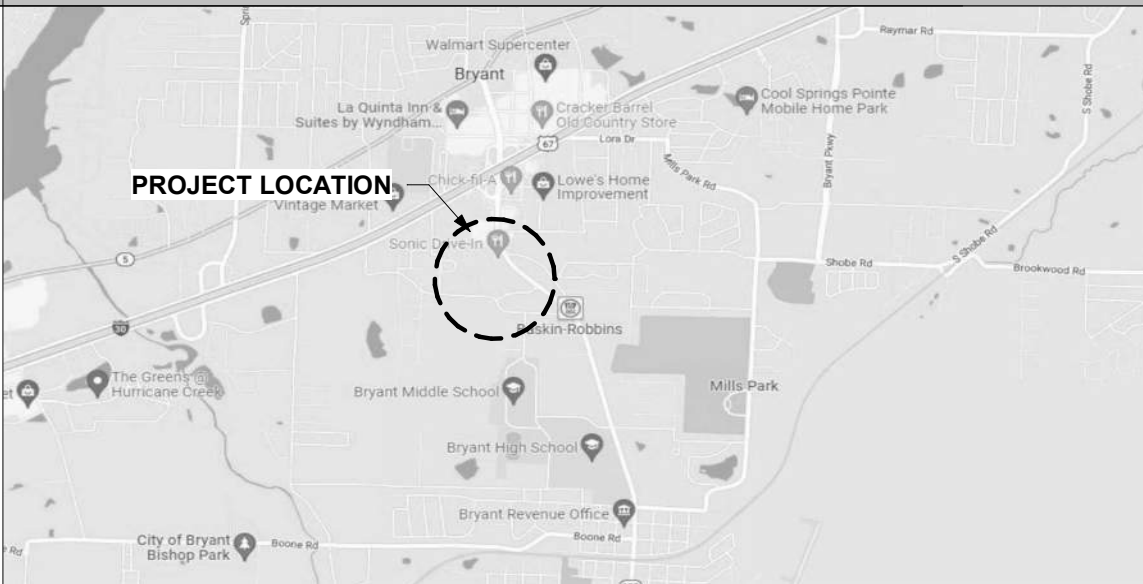 Raymar Rd
Walmart Supercenter
Bryant
S Shobe Rd
La Quinta Inn &
Suites by Wyndham...
Cracker Barrel
Old Country Store
Cool Springs Pointe
Mobile Home Park
67
Lora Dr
Mills Park Rd
Bryant Pkwy
Chick-fil-A
Lowe's Home
Improvement
PROJECT LOCATION
Vintage Market
Sonic Drive-In
S Shobe Rd
5
Shobe Rd
Brookwood Rd
30
Baskin-Robbins
The Greens @
Hurricane Creek
Bryant Middle School
Mills Park
Bryant High School
Bryant Revenue Office
City of Bryant
Bishop Park
Boone Rd
Boone Rd
Rd